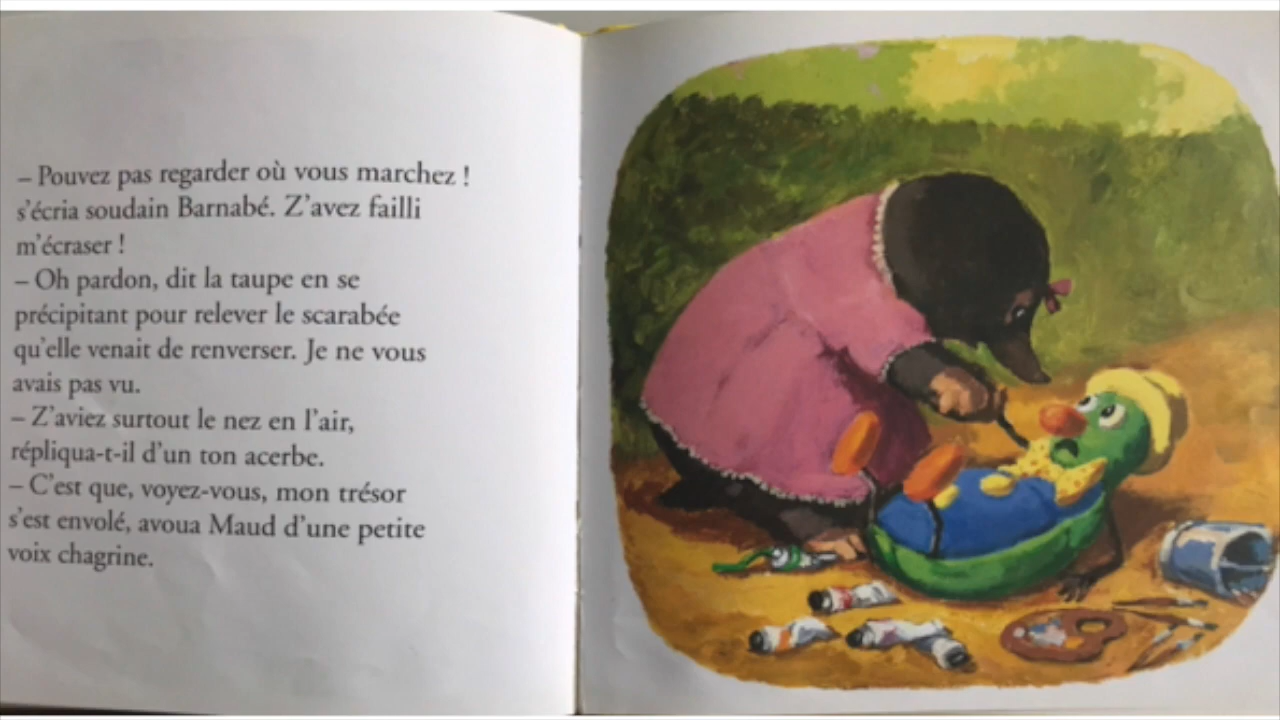 – Pouvez pas regarder où vous marchez !
s'écria soudain Barnabé. Z'avez failli
m'écraser !
– Oh pardon, dit la taupe en se
précipitant pour relever le scarabée
qu'elle venait de renverser. Je ne vous
avais pas vu.
– Z'aviez surtout le nez en l'air,
répliqua-t-il d'un ton acerbe.
– C'est que, voyez-vous, mon trésor
s'est envolé, avoua Maud d'une petite
voix chagrine.